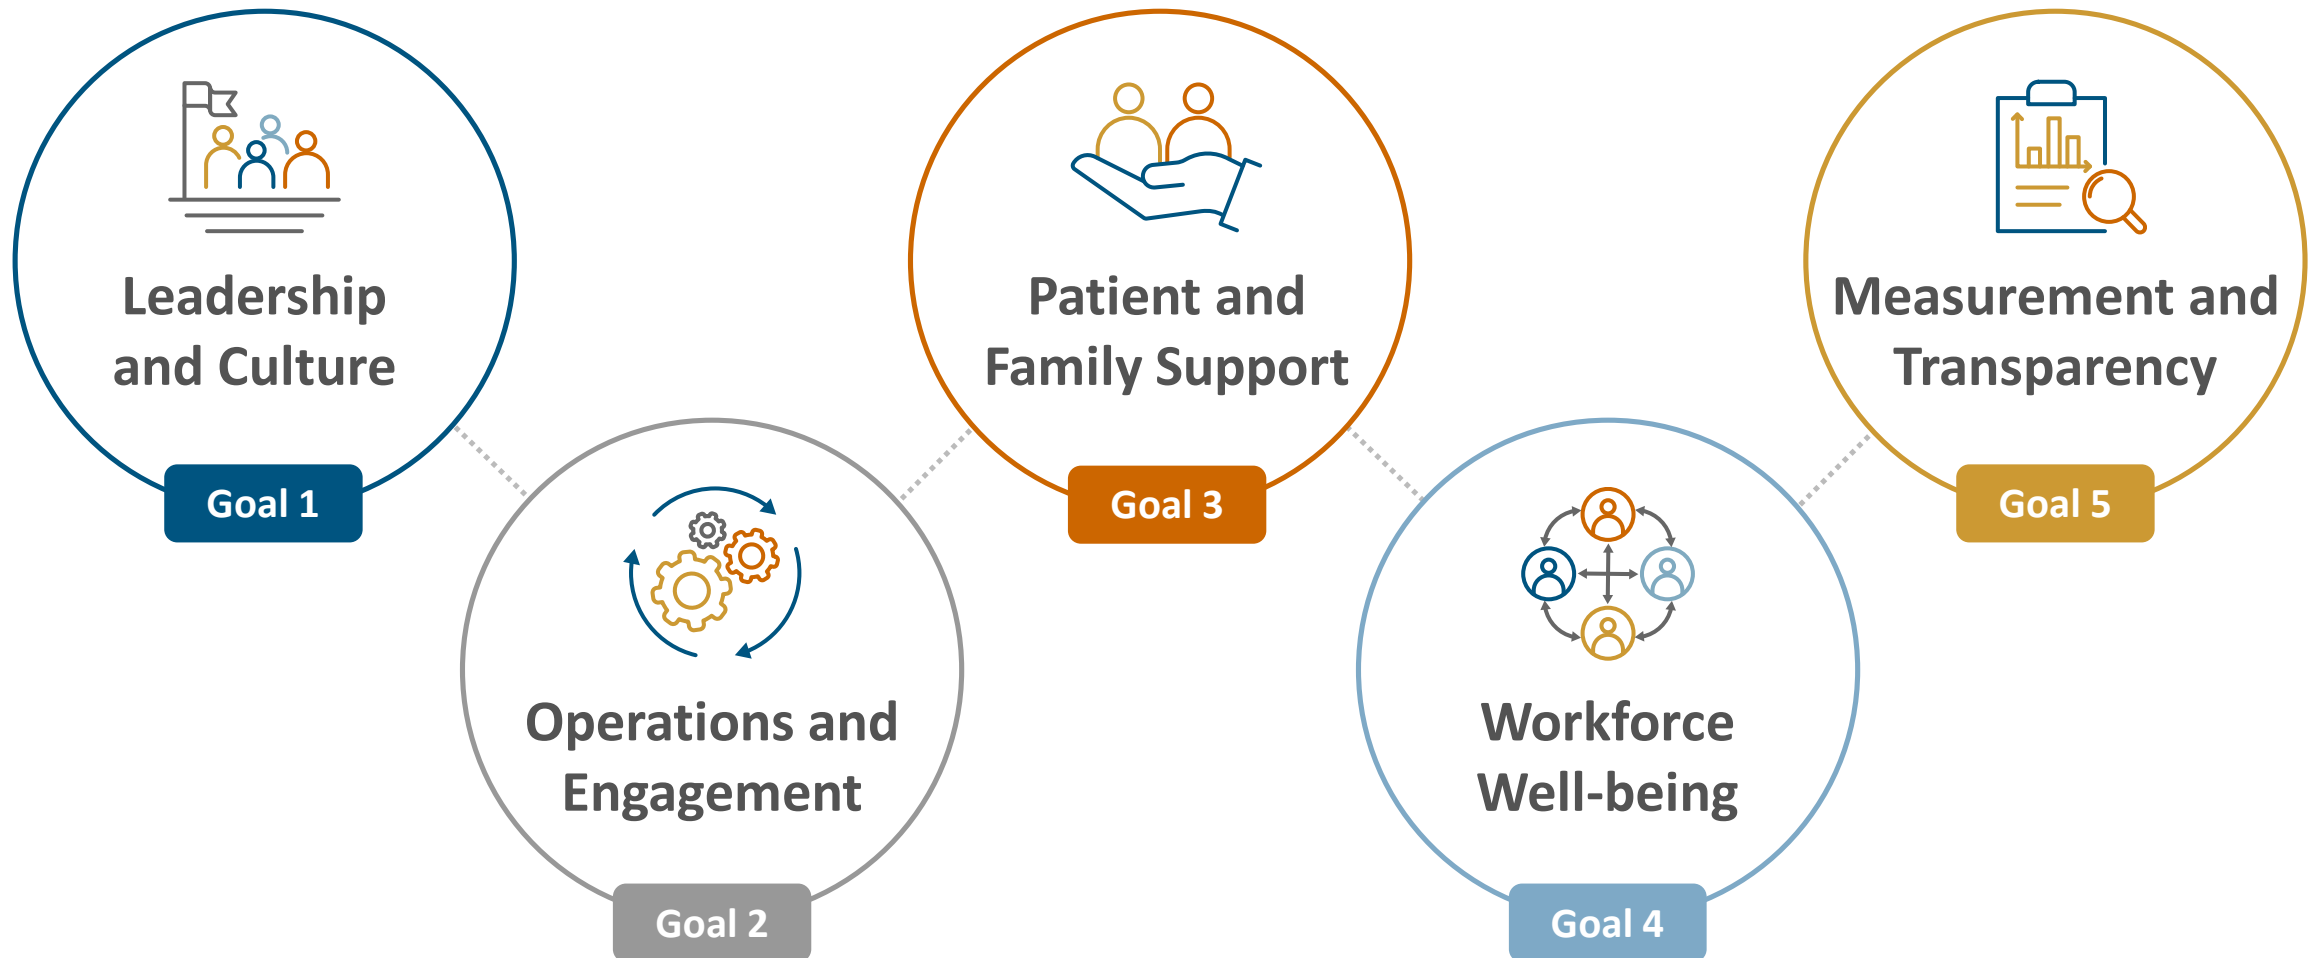 Leadership
and Culture
Goal 1
Operations and
Engagement
Goal 2
Patient and
Family Support
Goal 3
Workforce
Well-being
Goal 4
Measurement and
Transparency
Goal 5